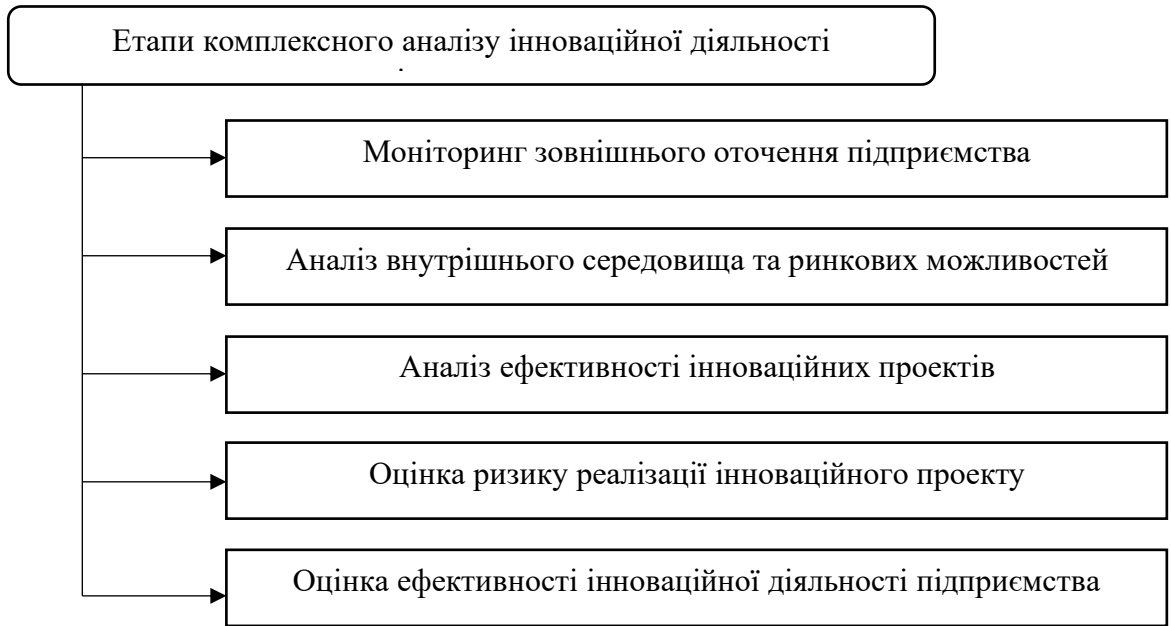 Етапи комплексного аналізу інноваційної діяльності
Моніторинг зовнішнього оточення підприємства
Аналіз внутрішнього середовища та ринкових можливостей
Аналіз ефективності інноваційних проектів
Оцінка ризику реалізації інноваційного проекту
Оцінка ефективності інноваційної діяльності підприємства